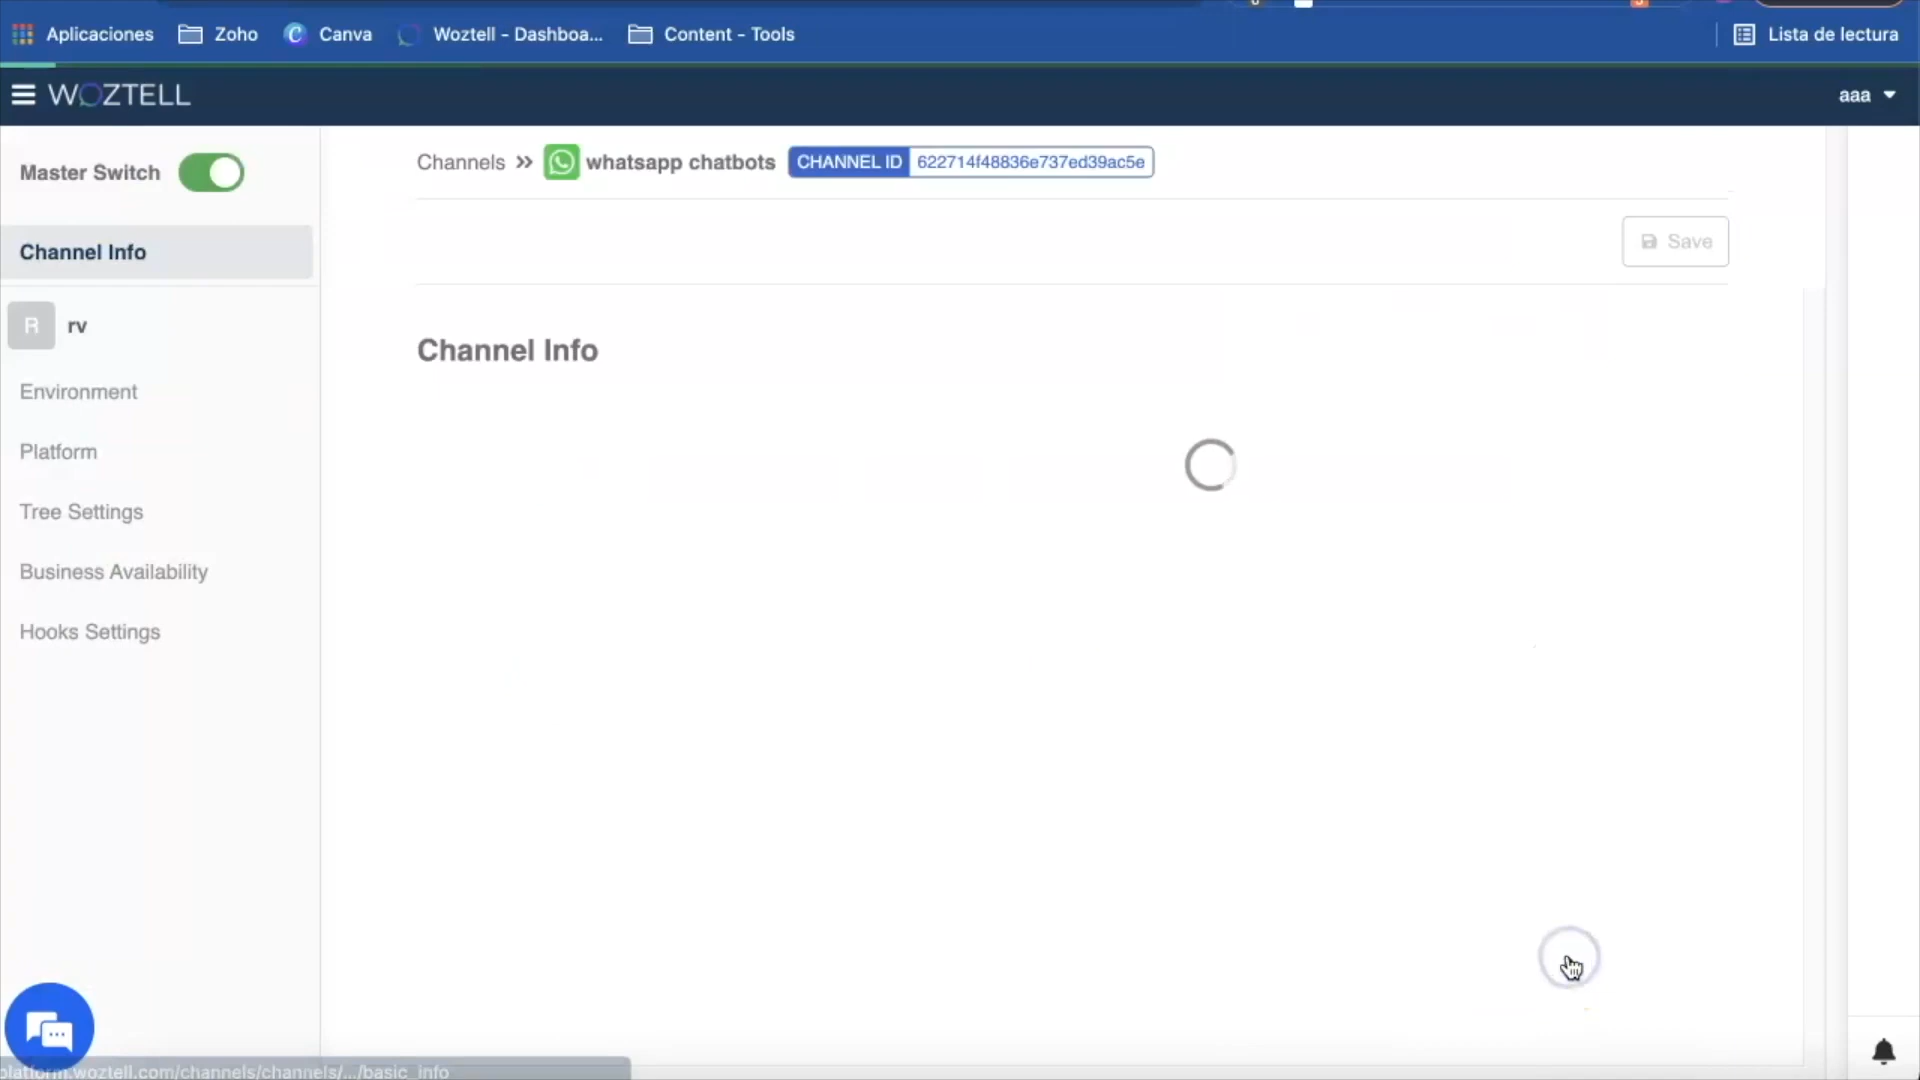 Aplicaciones Zoho Canva Woztell - Dashboa... Content - Tools Lista de lectura
WOZTELL aaa
Master Switch
Channels >> whatsapp chatbots CHANNEL ID 622714f48836e737ed39ac5e
Save
Channel Info
R rv
Channel Info
Environment
Platform
Tree Settings
Business Availability
Hooks Settings
platform.woztell.com/channels/channels/.../basic_info